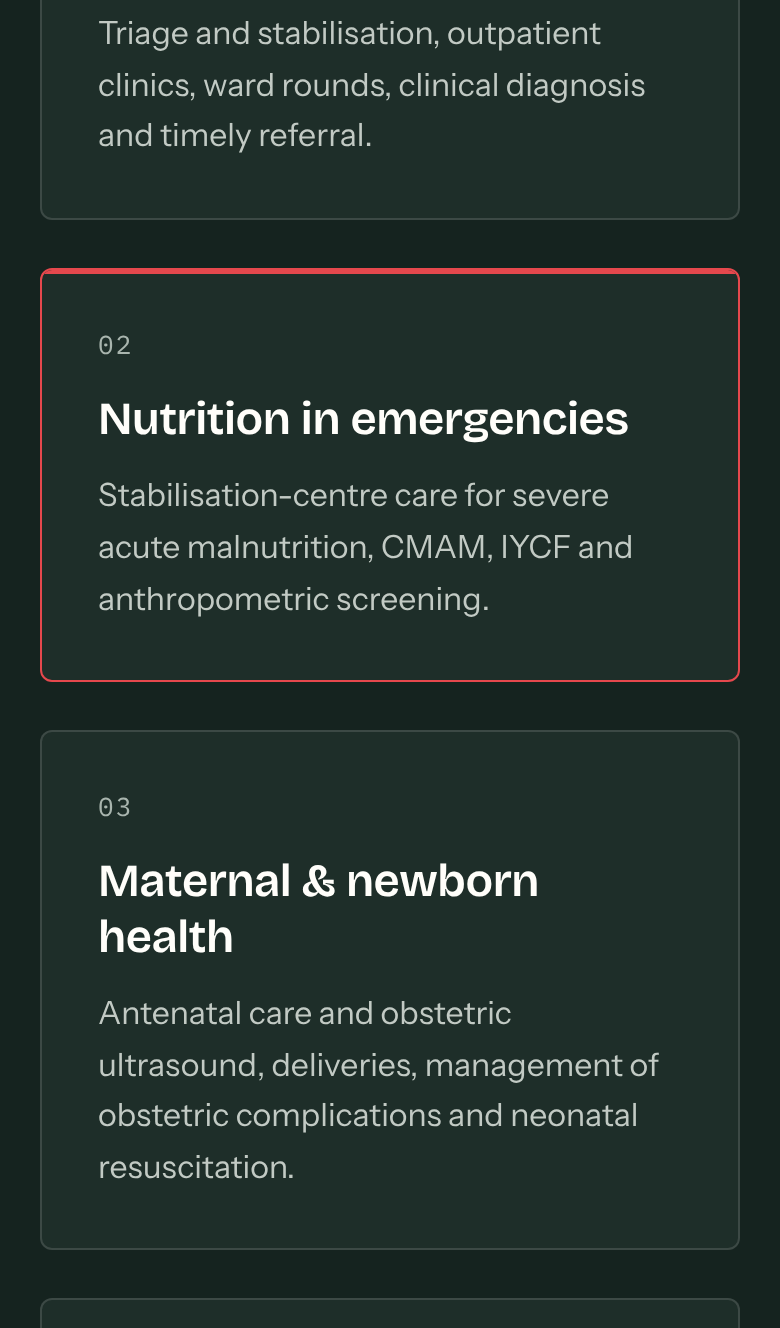 Triage and stabilisation, outpatient
clinics, ward rounds, clinical diagnosis
and timely referral.
02
Nutrition in emergencies
Stabilisation-centre care for severe
acute malnutrition, CMAM, IYCF and
anthropometric screening.
03
Maternal & newborn
health
Antenatal care and obstetric
ultrasound, deliveries, management of
obstetric complications and neonatal
resuscitation.